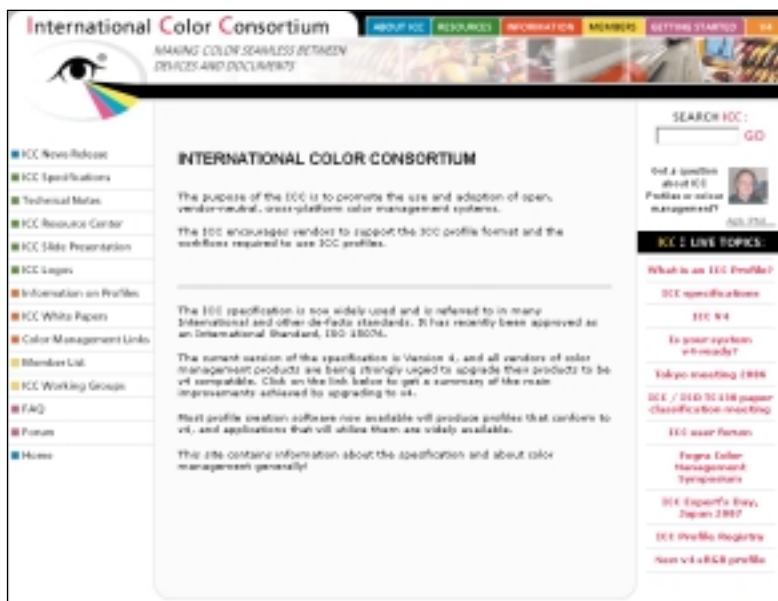 International Color Consortium
ABOUT ICC RESOURCES INFORMATION MEMBERS GETTING STARTED V4
MAKING COLOR SEAMLESS BETWEEN
DEVICES AND DOCUMENTS
ICC News Release
ICC Specifications
Technical Notes
ICC Resource Center
ICC Slide Presentation
ICC Logos
Information on Profiles
ICC White Papers
Color Management Links
Member List
ICC Working Groups
FAQ
Forum
Home
INTERNATIONAL COLOR CONSORTIUM
The purpose of the ICC is to promote the use and adoption of open,
vendor-neutral, cross-platform color management systems.
The ICC encourages vendors to support the ICC profile format and the
workflows required to use ICC profiles.
The ICC specification is now widely used and is referred to in many
International and other de-facto standards. It has recently been approved as
an International Standard, ISO 15076.
The current version of the specification is Version 4, and all vendors of color
management products are being strongly urged to upgrade their products to be
v4 compatible. Click on the link below to get a summary of the main
improvements achieved by upgrading to v4.
Most profile creation software now available will produce profiles that conform to
v4, and applications that will utilise them are widely available.
This site contains information about the specification and about color
management generally!
SEARCH ICC:
GO
Got a question
about ICC
Profiles or colour
management?
Ask Phil...
ICC : LIVE TOPICS:
What is an ICC Profile?
ICC specifications
ICC V4
Is your system
v4-ready?
Tokyo meeting 2006
ICC / ISO TC130 paper
classification meeting
ICC user forum
Fogra Color
Management
Symposium
ICC Expert's Day,
Japan 2007
ICC Profile Registry
New v4 sRGB profile